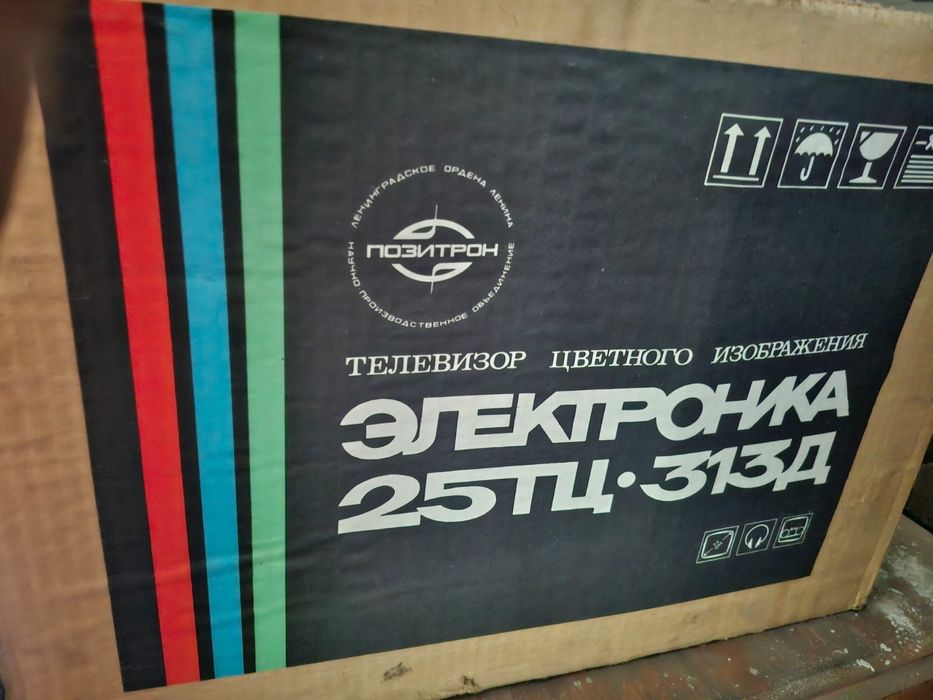 ЛЕНИНГРАДСКОЕ ОРДЕНА ЛЕНИНА
ПОЗИТРОН
НАУЧНО-ПРОИЗВОДСТВЕННОЕ ОБЪЕДИНЕНИЕ
ТЕЛЕВИЗОР ЦВЕТНОГО ИЗОБРАЖЕНИЯ
ЭЛЕКТРОНИКА
25ТЦ·313Д